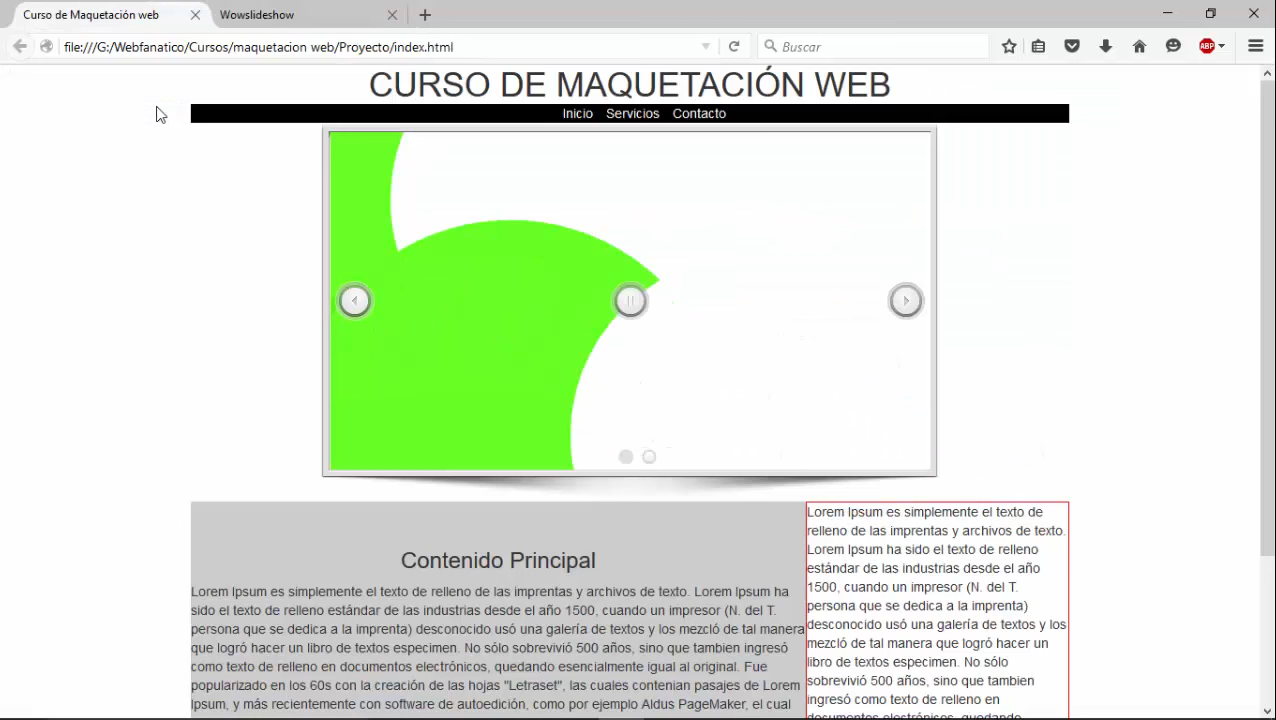 Curso de Maquetación web
Wowslideshow
file:///G:/Webfanatico/Cursos/maquetacion web/Proyecto/index.html
Buscar
ABP
CURSO DE MAQUETACIÓN WEB
Inicio Servicios Contacto
Contenido Principal
Lorem Ipsum es simplemente el texto de relleno de las imprentas y archivos de texto. Lorem Ipsum ha
sido el texto de relleno estándar de las industrias desde el año 1500, cuando un impresor (N. del T.
persona que se dedica a la imprenta) desconocido usó una galería de textos y los mezcló de tal manera
que logró hacer un libro de textos especimen. No sólo sobrevivió 500 años, sino que tambien ingresó
como texto de relleno en documentos electrónicos, quedando esencialmente igual al original. Fue
popularizado en los 60s con la creación de las hojas "Letraset", las cuales contenian pasajes de Lorem
Ipsum, y más recientemente con software de autoedición, como por ejemplo Aldus PageMaker, el cual
Lorem Ipsum es simplemente el texto de
relleno de las imprentas y archivos de texto.
Lorem Ipsum ha sido el texto de relleno
estándar de las industrias desde el año
1500, cuando un impresor (N. del T.
persona que se dedica a la imprenta)
desconocido usó una galería de textos y los
mezcló de tal manera que logró hacer un
libro de textos especimen. No sólo
sobrevivió 500 años, sino que tambien
ingresó como texto de relleno en
documentos electrónicos, quedando